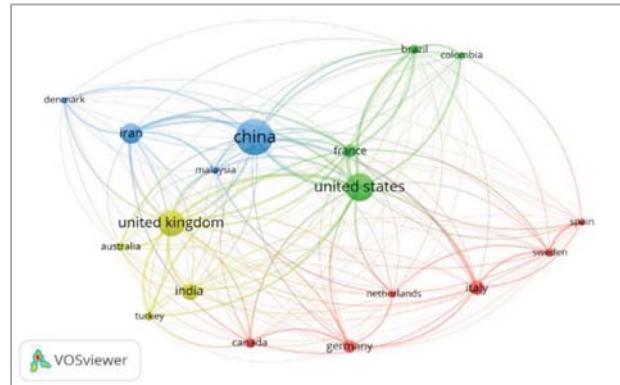 brazil
colombia
denmark
iran
china
france
malaysia
united states
united kingdom
spain
australia
sweden
india
netherlands
italy
turkey
canada
germany
VOSviewer